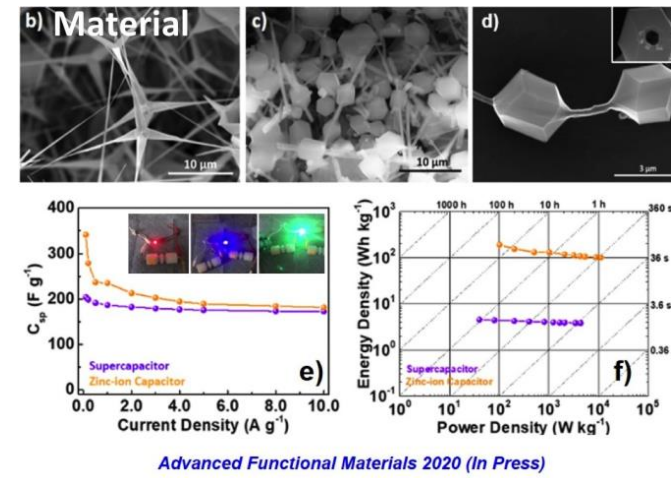 b) Material
c)
d)
10 μm
10 μm
3 μm
400
300
200
100
0
C_sp (F g⁻¹)
Supercapacitor
Zinc-ion Capacitor
e)
0.0 2.0 4.0 6.0 8.0 10.0
Current Density (A g⁻¹)
1000 h 100 h 10 h 1 h
360 s
36 s
3.6 s
0.36
10³
10²
10¹
10⁰
10⁻¹
Energy Density (Wh kg⁻¹)
Supercapacitor
Zinc-ion Capacitor
f)
10⁰ 10¹ 10² 10³ 10⁴ 10⁵
Power Density (W kg⁻¹)
Advanced Functional Materials 2020 (In Press)